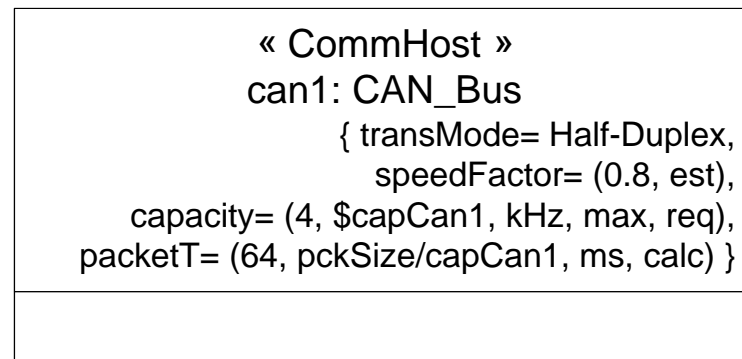 « CommHost »
can1: CAN_Bus
{ transMode= Half-Duplex,
speedFactor= (0.8, est),
capacity= (4, $capCan1, kHz, max, req),
packetT= (64, pckSize/capCan1, ms, calc) }